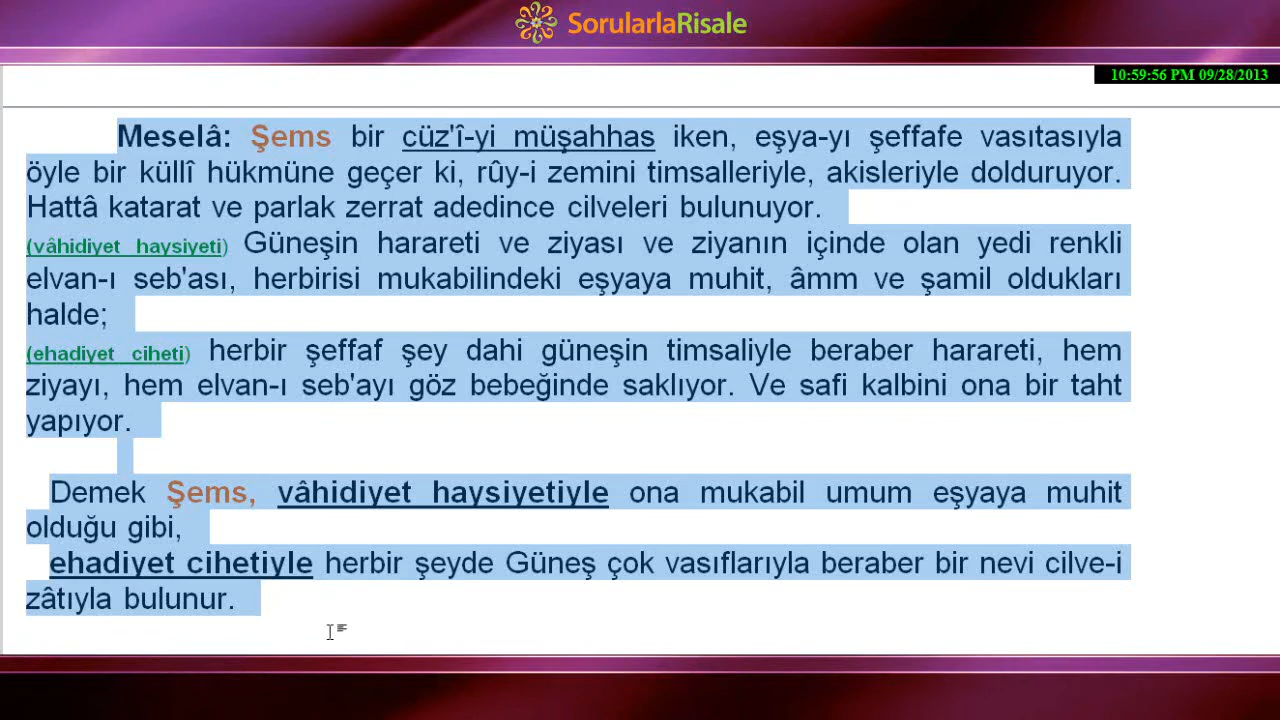 SorularlaRisale
10:59:56 PM 09/28/2013
Meselâ: Şems bir cüz'î-yi müşahhas iken, eşya-yı şeffafe vasıtasıyla
öyle bir küllî hükmüne geçer ki, rûy-i zemini timsalleriyle, akisleriyle dolduruyor.
Hattâ katarat ve parlak zerrat adedince cilveleri bulunuyor.
(vâhidiyet haysiyeti) Güneşin harareti ve ziyası ve ziyanın içinde olan yedi renkli
elvan-ı seb'ası, herbirisi mukabilindeki eşyaya muhit, âmm ve şamil oldukları
halde;
(ehadiyet ciheti) herbir şeffaf şey dahi güneşin timsaliyle beraber harareti, hem
ziyayı, hem elvan-ı seb'ayı göz bebeğinde saklıyor. Ve safi kalbini ona bir taht
yapıyor.
Demek Şems, vâhidiyet haysiyetiyle ona mukabil umum eşyaya muhit
olduğu gibi,
ehadiyet cihetiyle herbir şeyde Güneş çok vasıflarıyla beraber bir nevi cilve-i
zâtıyla bulunur.